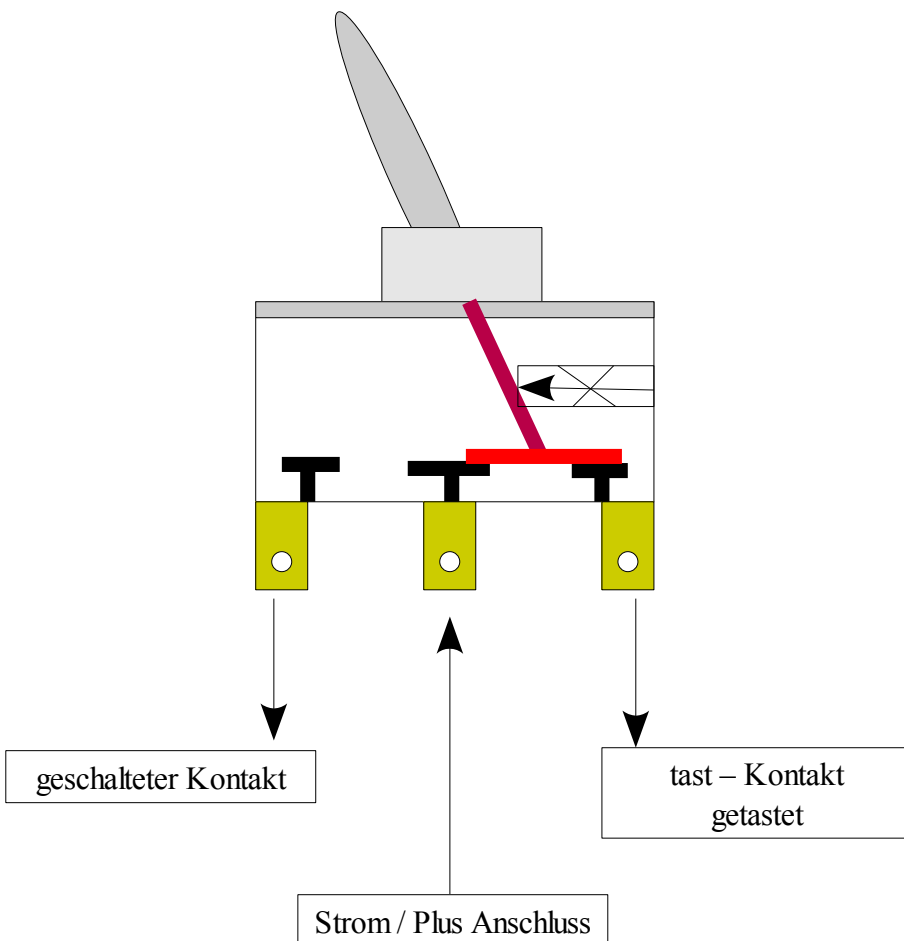 geschalteter Kontakt
tast – Kontakt
getastet
Strom / Plus Anschluss